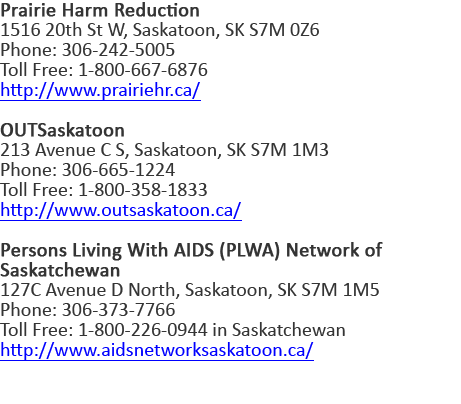 Prairie Harm Reduction
1516 20th St W, Saskatoon, SK S7M 0Z6
Phone: 306-242-5005
Toll Free: 1-800-667-6876
http://www.prairiehr.ca/
OUTSaskatoon
213 Avenue C S, Saskatoon, SK S7M 1M3
Phone: 306-665-1224
Toll Free: 1-800-358-1833
http://www.outsaskatoon.ca/
Persons Living With AIDS (PLWA) Network of
Saskatchewan
127C Avenue D North, Saskatoon, SK S7M 1M5
Phone: 306-373-7766
Toll Free: 1-800-226-0944 in Saskatchewan
http://www.aidsnetworksaskatoon.ca/